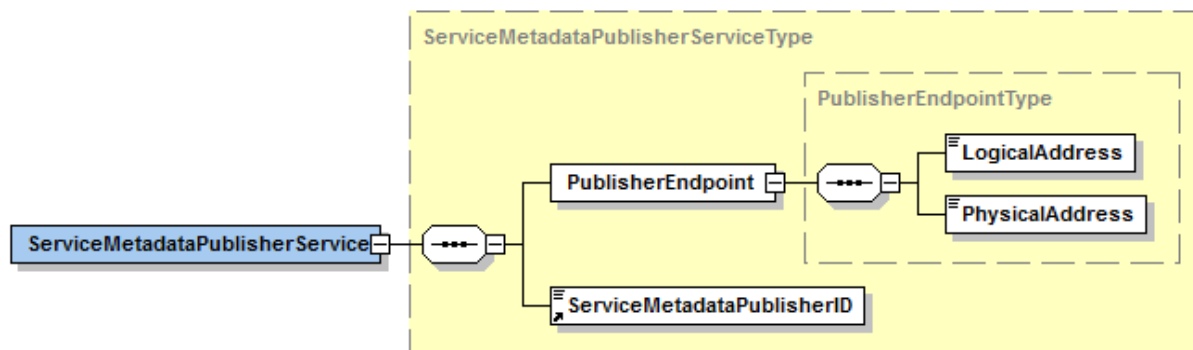 ServiceMetadataPublisherServiceType
PublisherEndpointType
LogicalAddress
PublisherEndpoint
PhysicalAddress
ServiceMetadataPublisherService
ServiceMetadataPublisherID